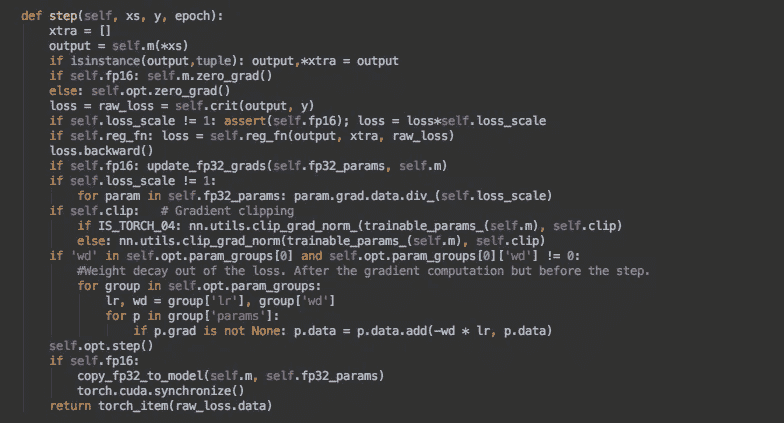 def step(self, xs, y, epoch):
    xtra = []
    output = self.m(*xs)
    if isinstance(output,tuple): output,*xtra = output
    if self.fp16: self.m.zero_grad()
    else: self.opt.zero_grad()
    loss = raw_loss = self.crit(output, y)
    if self.loss_scale != 1: assert(self.fp16); loss = loss*self.loss_scale
    if self.reg_fn: loss = self.reg_fn(output, xtra, raw_loss)
    loss.backward()
    if self.fp16: update_fp32_grads(self.fp32_params, self.m)
    if self.loss_scale != 1:
        for param in self.fp32_params: param.grad.data.div_(self.loss_scale)
    if self.clip:   # Gradient clipping
        if IS_TORCH_04: nn.utils.clip_grad_norm_(trainable_params_(self.m), self.clip)
        else: nn.utils.clip_grad_norm(trainable_params_(self.m), self.clip)
    if 'wd' in self.opt.param_groups[0] and self.opt.param_groups[0]['wd'] != 0:
        #Weight decay out of the loss. After the gradient computation but before the step.
        for group in self.opt.param_groups:
            lr, wd = group['lr'], group['wd']
            for p in group['params']:
                if p.grad is not None: p.data = p.data.add(-wd * lr, p.data)
    self.opt.step()
    if self.fp16:
        copy_fp32_to_model(self.m, self.fp32_params)
        torch.cuda.synchronize()
    return torch_item(raw_loss.data)